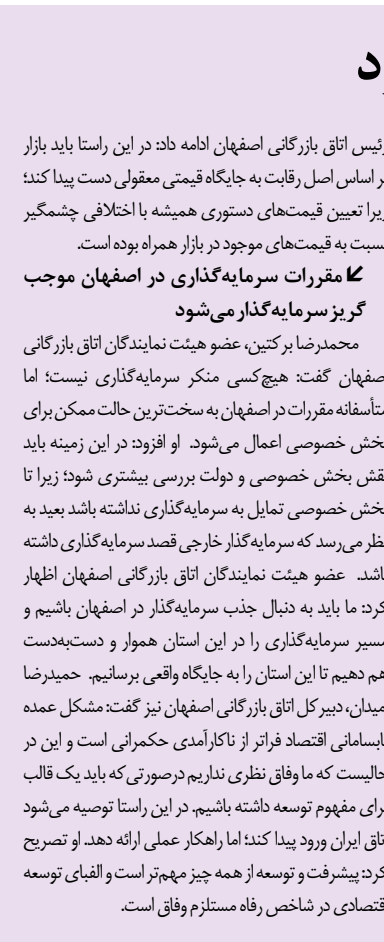 ود
رئیس اتاق بازرگانی اصفهان ادامه داد: در این راستا باید بازار
بر اساس اصل رقابت به جایگاه قیمتی معقولی دست پیدا کند؛
زیرا تعیین قیمت‌های دستوری همیشه با اختلافی چشمگیر
نسبت به قیمت‌های موجود در بازار همراه بوده است.
مقررات سرمایه‌گذاری در اصفهان موجب
گریز سرمایه‌گذار می‌شود
محمدرضا برکتین، عضو هیئت نمایندگان اتاق بازرگانی
اصفهان گفت: هیچ‌کسی منکر سرمایه‌گذاری نیست؛ اما
متأسفانه مقررات در اصفهان به سخت‌ترین حالت ممکن برای
بخش خصوصی اعمال می‌شود. او افزود: در این زمینه باید
نقش بخش خصوصی و دولت بررسی بیشتری شود؛ زیرا تا
بخش خصوصی تمایل به سرمایه‌گذاری نداشته باشد بعید به
نظر می‌رسد که سرمایه‌گذار خارجی قصد سرمایه‌گذاری داشته
باشد. عضو هیئت نمایندگان اتاق بازرگانی اصفهان اظهار
کرد: ما باید به دنبال جذب سرمایه‌گذار در اصفهان باشیم و
مسیر سرمایه‌گذاری را در این استان هموار و دست‌به‌دست
هم دهیم تا این استان را به جایگاه واقعی برسانیم. حمیدرضا
میدان، دبیر کل اتاق بازرگانی اصفهان نیز گفت: مشکل عمده
نابسامانی اقتصاد فراتر از ناکارآمدی حکمرانی است و این در
حالیست که ما وفاق نظری نداریم درصورتی‌که باید یک قالب
برای مفهوم توسعه داشته باشیم. در این راستا توصیه می‌شود
اتاق ایران ورود پیدا کند؛ اما راهکار عملی ارائه دهد. او تصریح
کرد: پیشرفت و توسعه از همه چیز مهم‌تر است و الفبای توسعه
اقتصادی در شاخص رفاه مستلزم وفاق است.